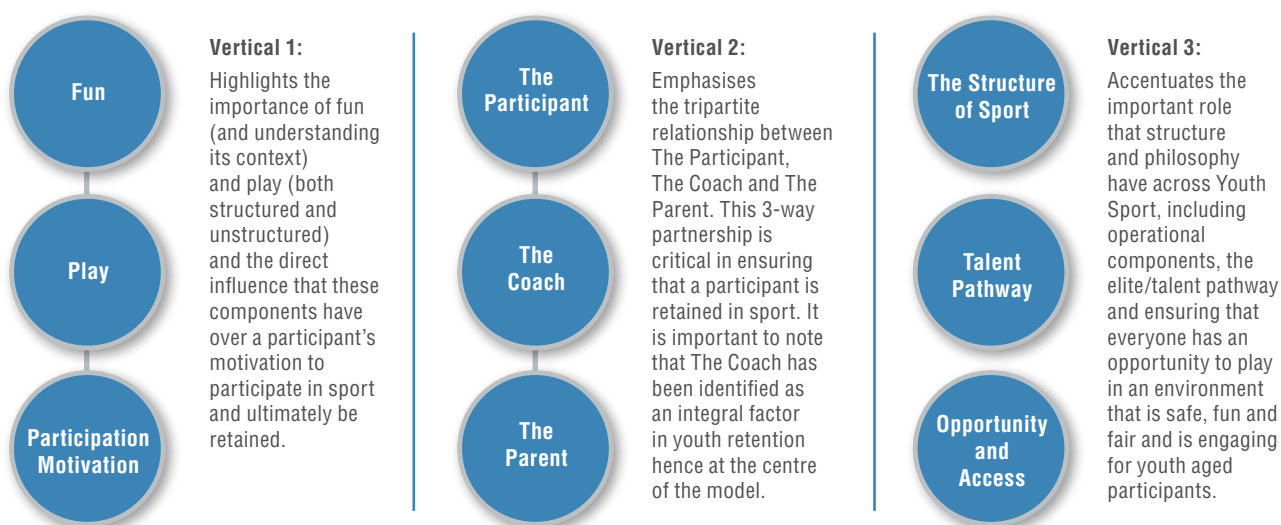 Fun
Play
Participation
Motivation
Vertical 1:
Highlights the
importance of fun
(and understanding
its context)
and play (both
structured and
unstructured)
and the direct
influence that these
components have
over a participant’s
motivation to
participate in sport
and ultimately be
retained.
The
Participant
The
Coach
The
Parent
Vertical 2:
Emphasises
the tripartite
relationship between
The Participant,
The Coach and The
Parent. This 3-way
partnership is
critical in ensuring
that a participant is
retained in sport. It
is important to note
that The Coach has
been identified as
an integral factor
in youth retention
hence at the centre
of the model.
The Structure
of Sport
Talent
Pathway
Opportunity
and
Access
Vertical 3:
Accentuates the
important role
that structure
and philosophy
have across Youth
Sport, including
operational
components, the
elite/talent pathway
and ensuring that
everyone has an
opportunity to play
in an environment
that is safe, fun and
fair and is engaging
for youth aged
participants.